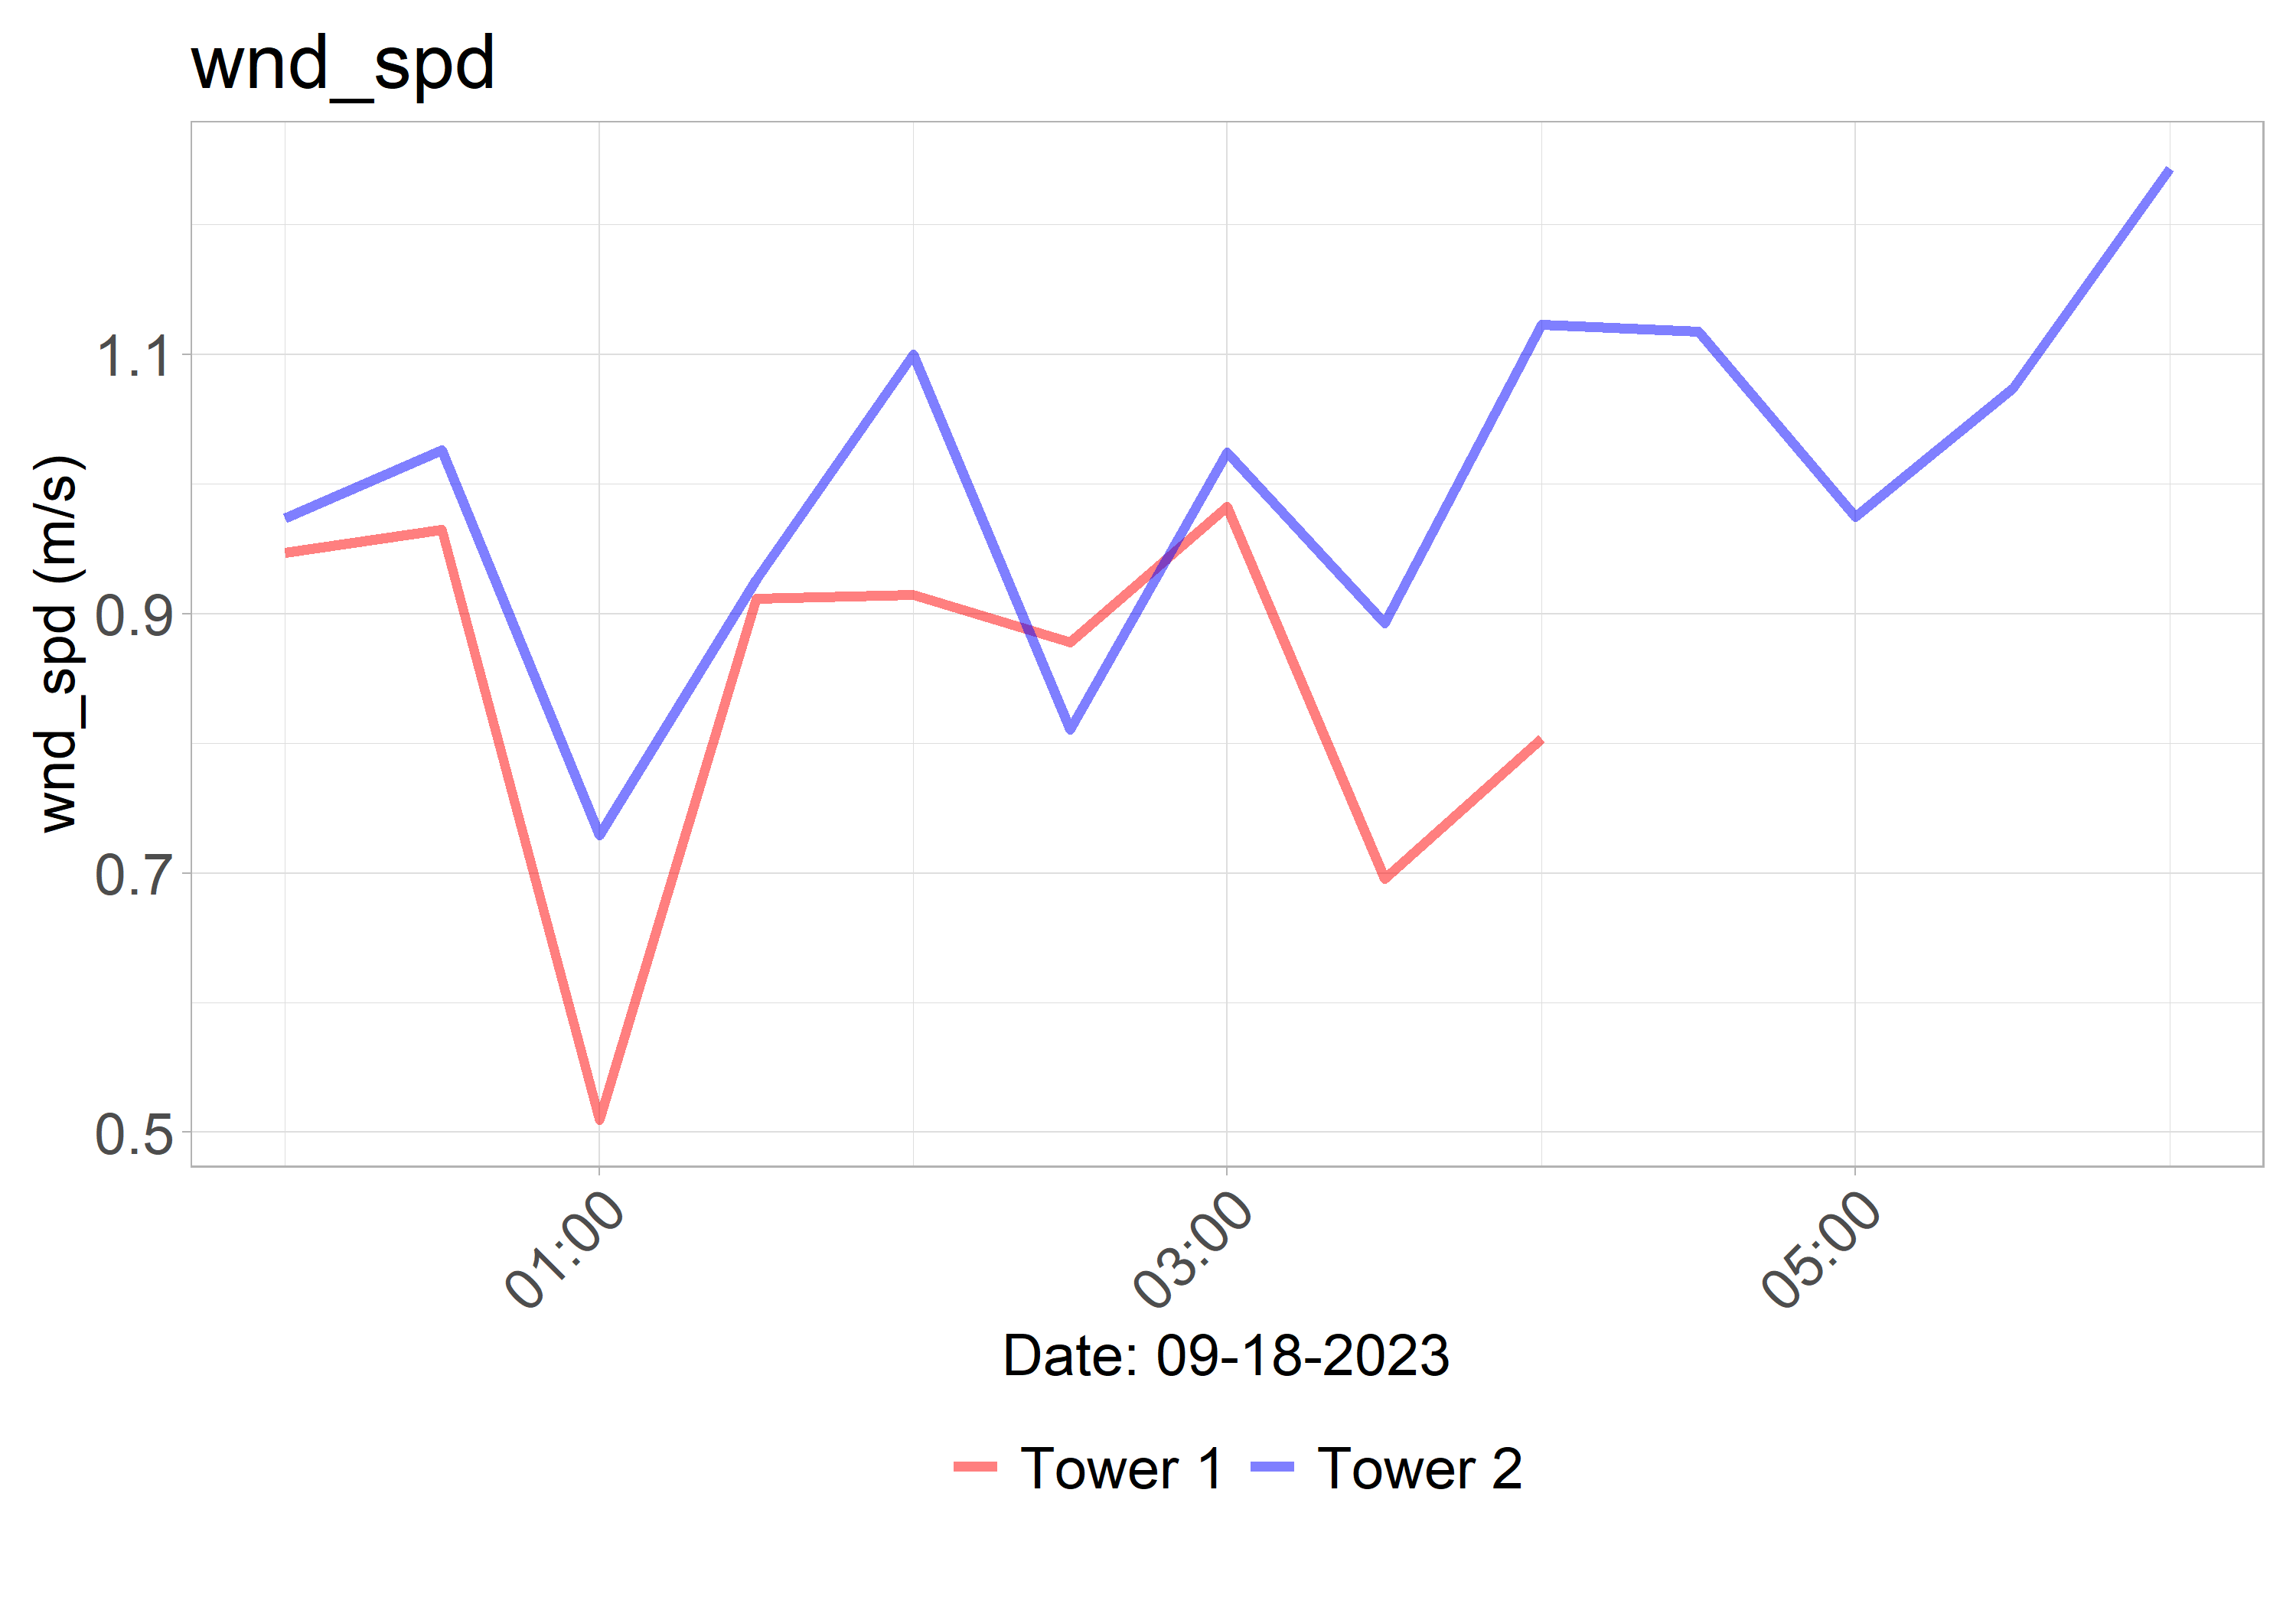 wnd_spd
wnd_spd (m/s)
1.1
0.9
0.7
0.5
01:00 03:00 05:00
Date: 09-18-2023
Tower 1 Tower 2